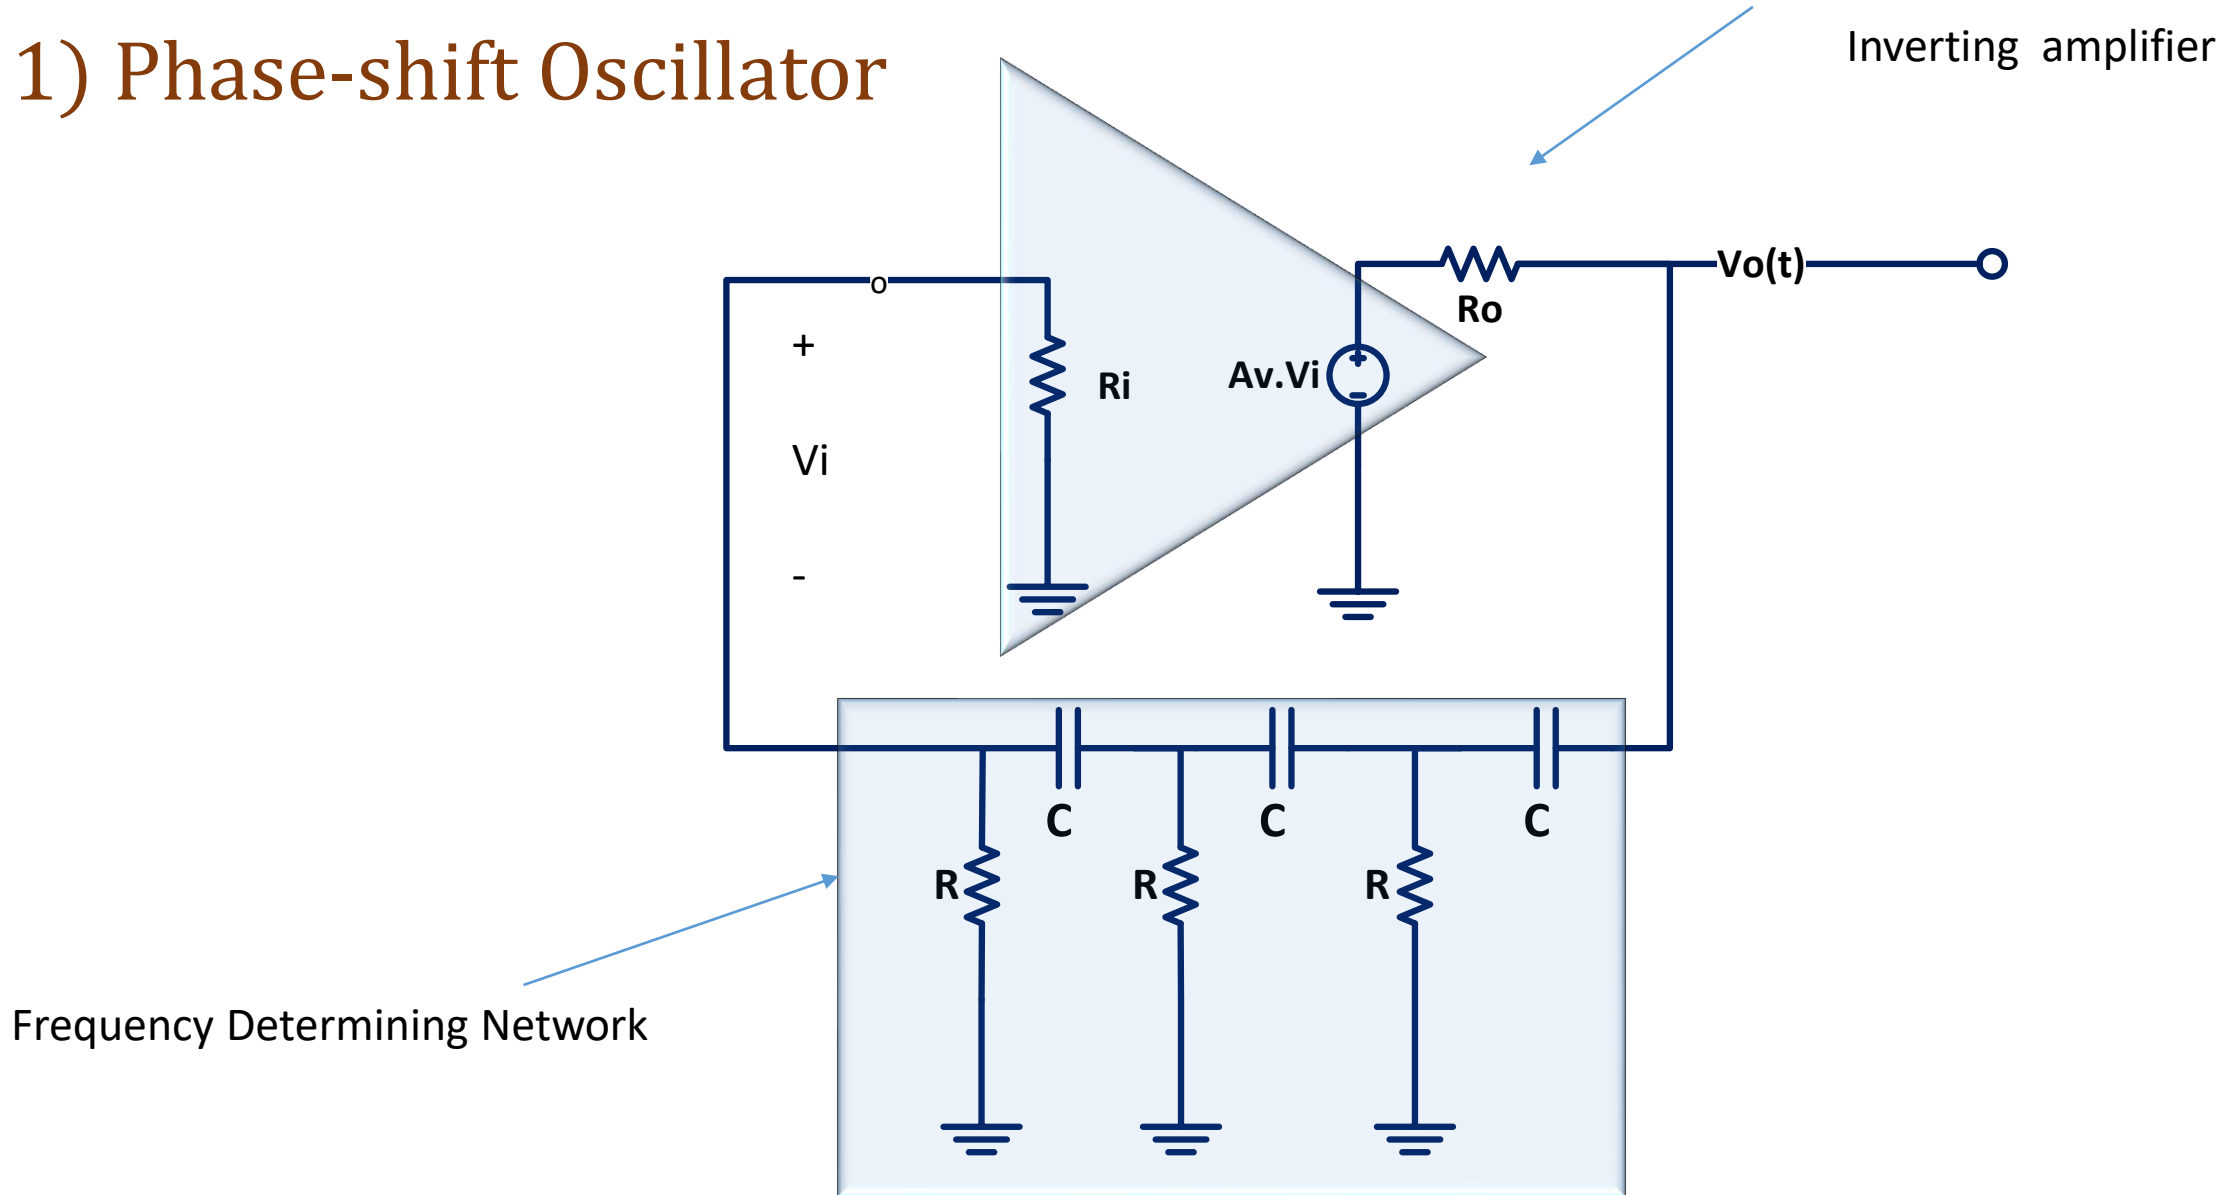 1) Phase-shift Oscillator
Inverting amplifier
o
Vo(t)
Ro
+
Vi
-
Ri
Av.Vi
+
-
C
C
C
R
R
R
Frequency Determining Network